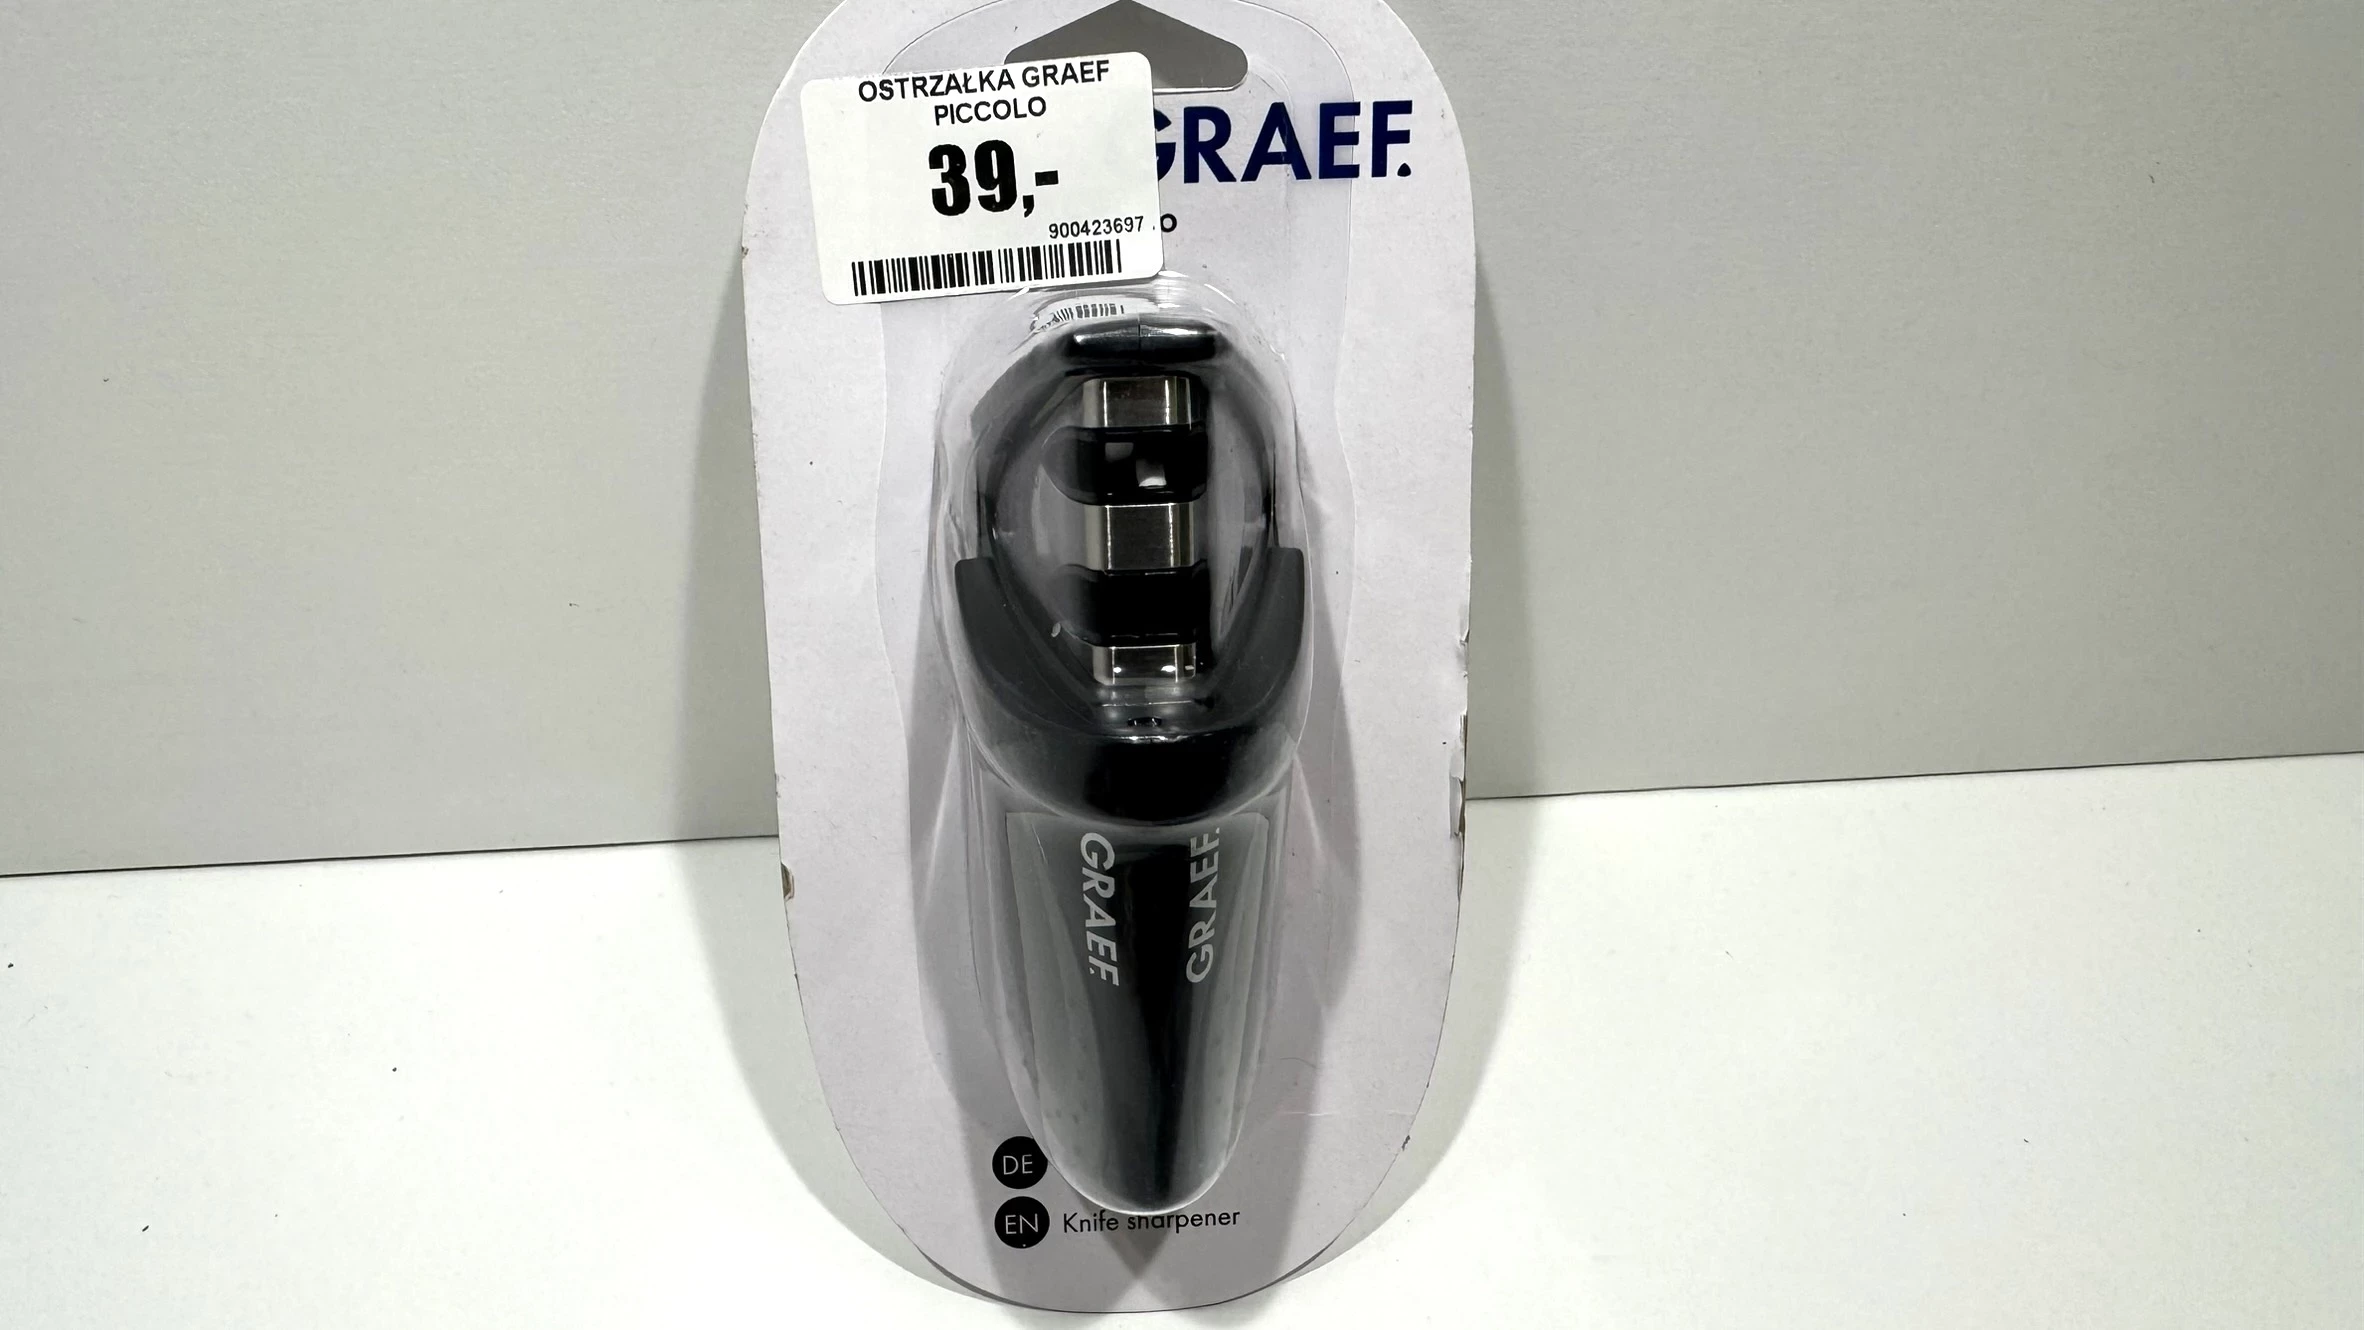 OSTRZAŁKA GRAEF
PICCOLO
39,-
900423697
GRAEF.
GRAEF.
GRAEF.
DE
EN Knife sharpener